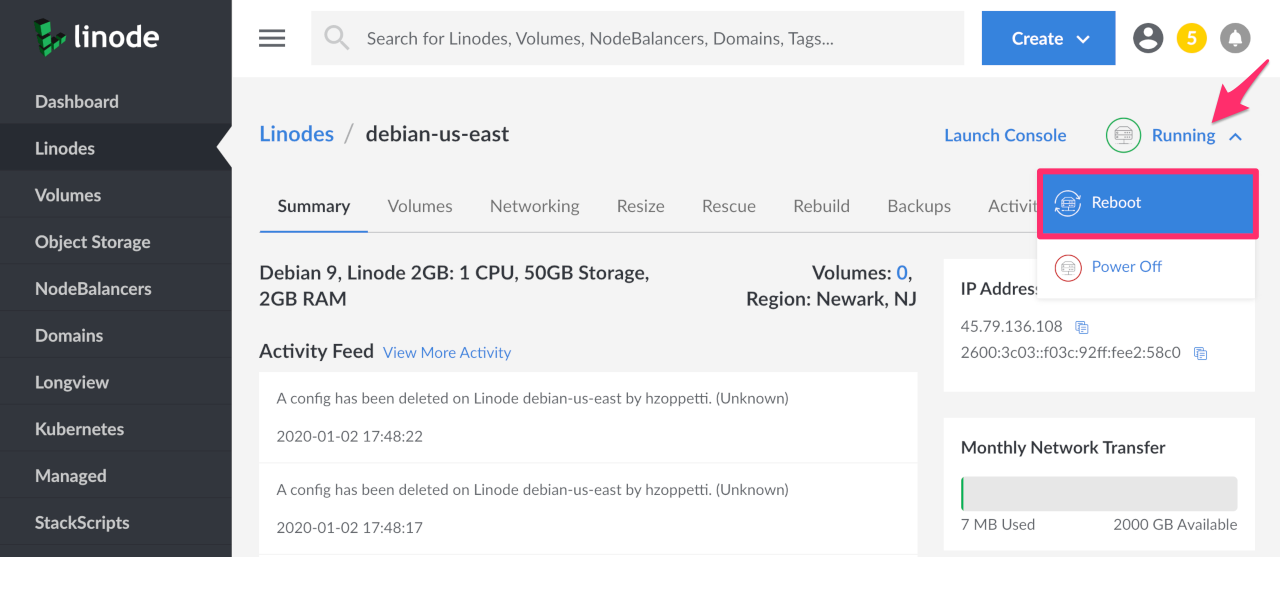 linode
Search for Linodes, Volumes, NodeBalancers, Domains, Tags...
Create
5
Dashboard
Linodes
Volumes
Object Storage
NodeBalancers
Domains
Longview
Kubernetes
Managed
StackScripts
Linodes / debian-us-east
Launch Console
Running
Reboot
Power Off
Summary Volumes Networking Resize Rescue Rebuild Backups
Debian 9, Linode 2GB: 1 CPU, 50GB Storage,
2GB RAM
Volumes: 0,
Region: Newark, NJ
Activity Feed View More Activity
A config has been deleted on Linode debian-us-east by hzoppetti. (Unknown)
2020-01-02 17:48:22
A config has been deleted on Linode debian-us-east by hzoppetti. (Unknown)
2020-01-02 17:48:17
IP
45.79.136.108
2600:3c03::f03c:92ff:fee2:58c0
Monthly Network Transfer
7 MB Used 2000 GB Available